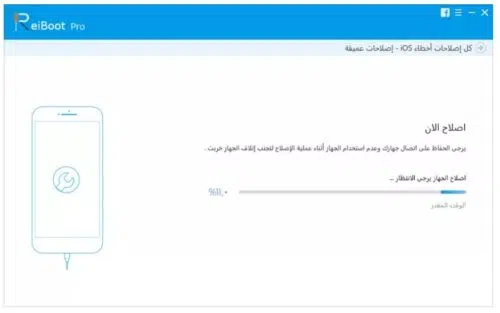 ReiBoot Pro
كل إصلاحات أخطاء iOS - إصلاحات عميقة
اصلاح الان
يرجى الحفاظ على اتصال جهازك وعدم استخدام الجهاز أثناء عملية الإصلاح لتجنب إتلاف الجهاز خربت.
اصلاح الجهاز يرجى الانتظار ...
الوقت المقدر